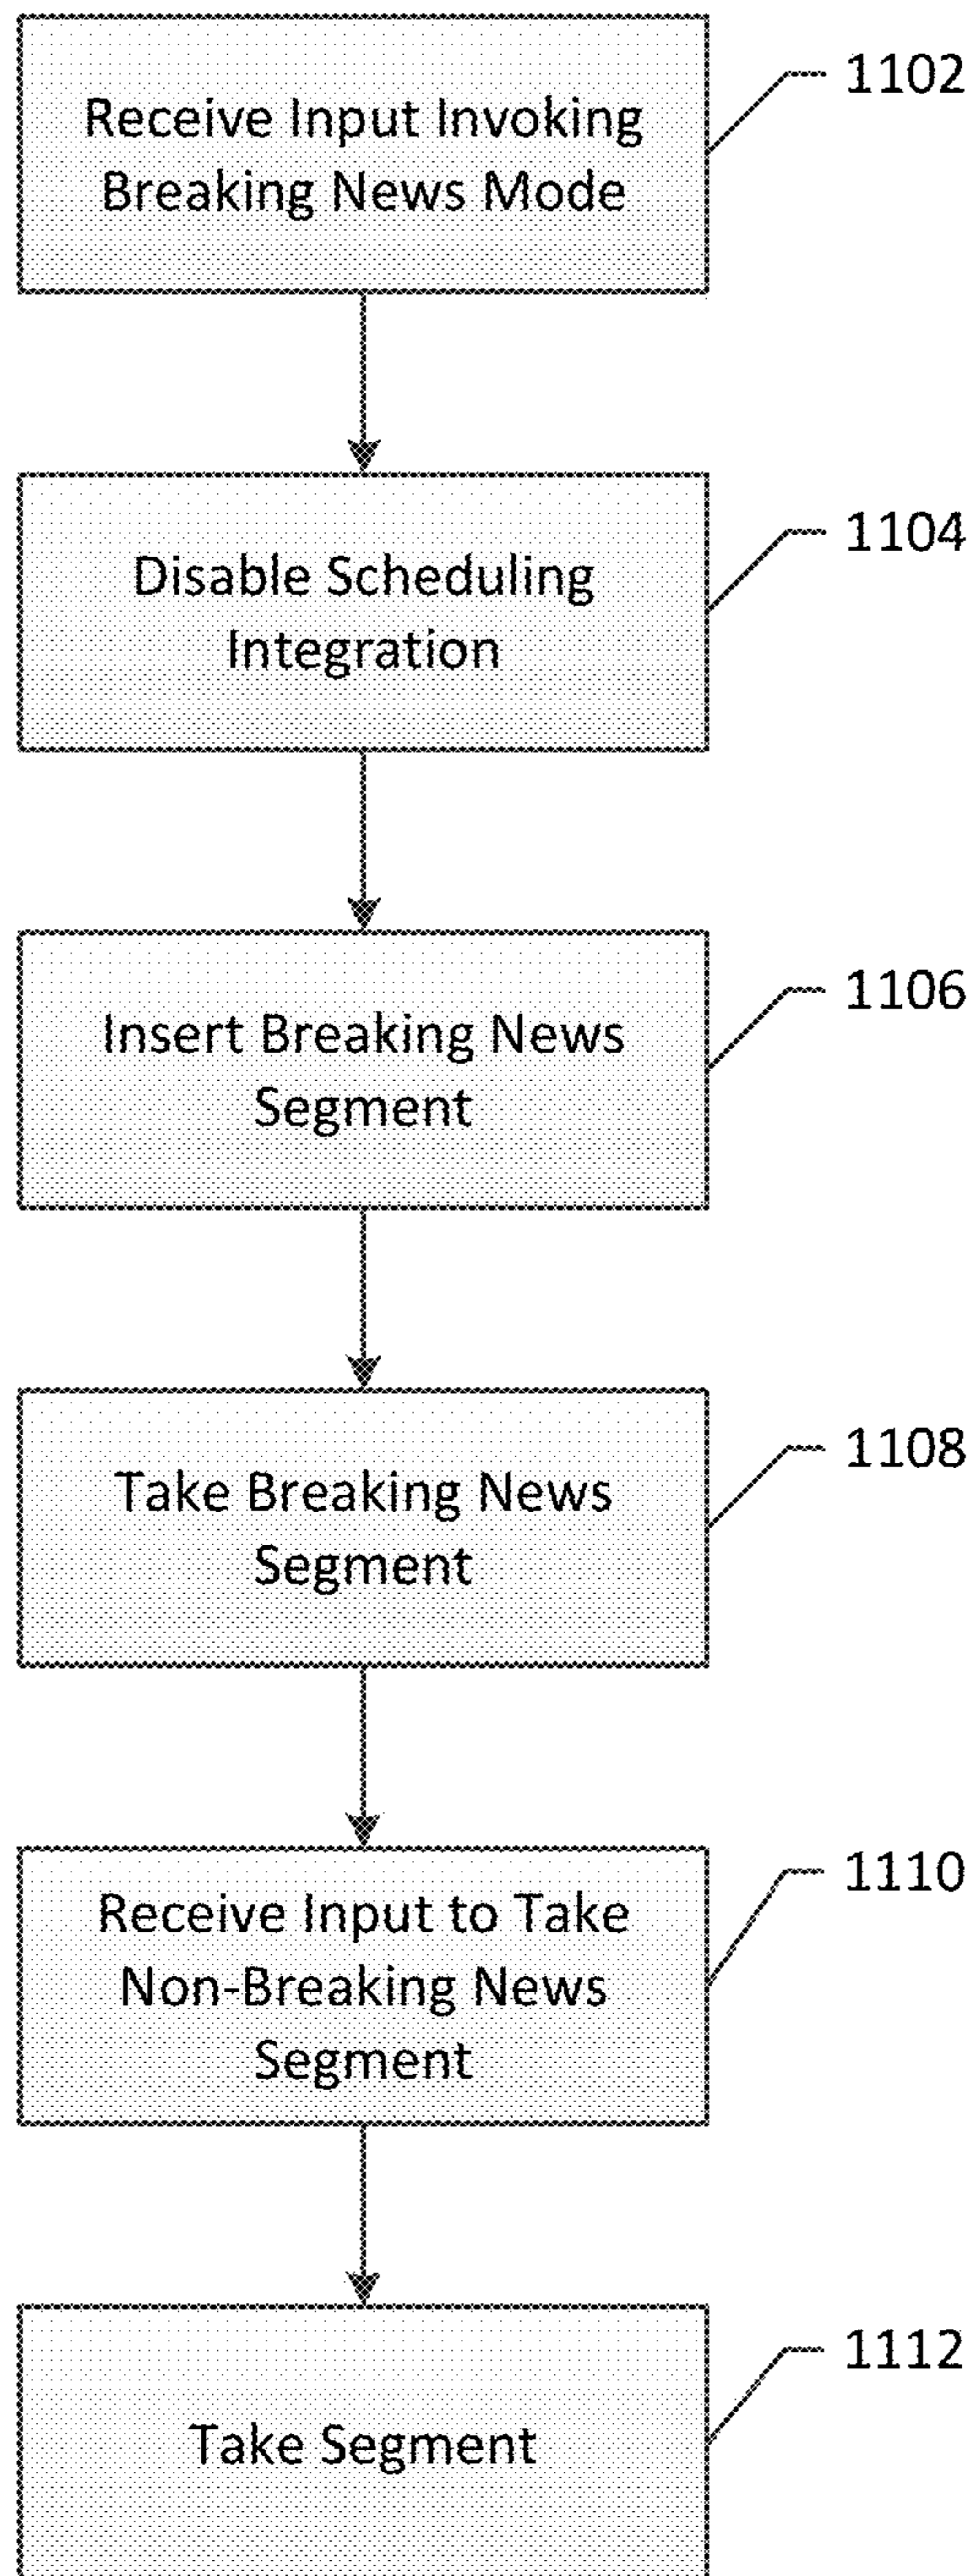 Receive Input Invoking
Breaking News Mode
1102
Disable Scheduling
Integration
1104
Insert Breaking News
Segment
1106
Take Breaking News
Segment
1108
Receive Input to Take
Non-Breaking News
Segment
1110
Take Segment
1112